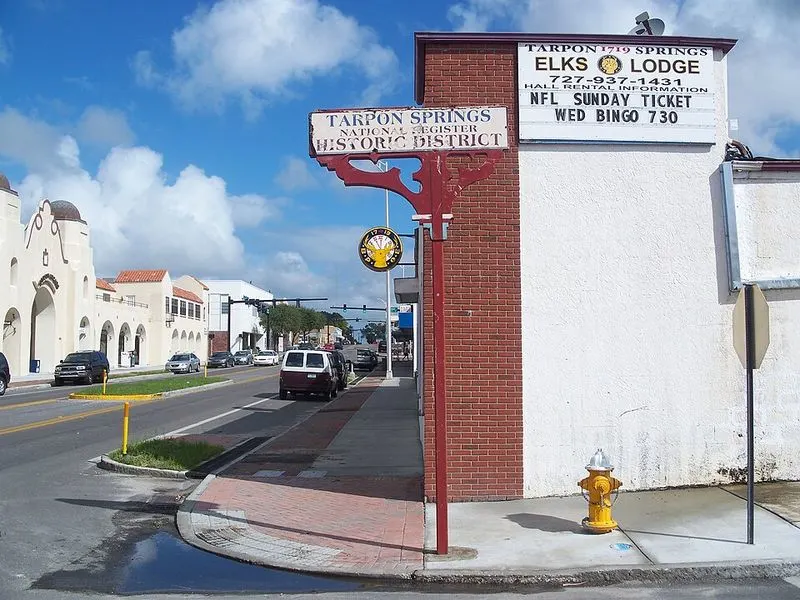 TARPON 1719 SPRINGS
ELKS LODGE
727-937-1431
HALL RENTAL INFORMATION
NFL SUNDAY TICKET
WED BINGO 730
TARPON SPRINGS
NATIONAL REGISTER
HISTORIC DISTRICT